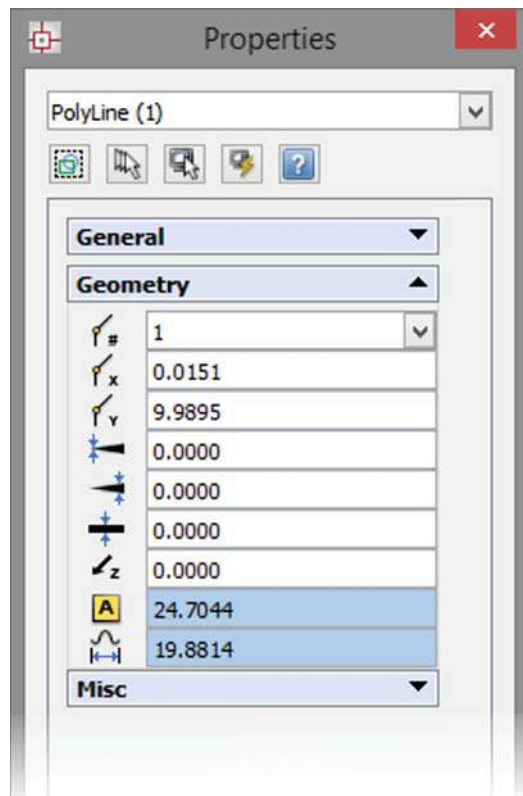 Properties
PolyLine (1)
General
Geometry
# 1
X 0.0151
Y 9.9895
0.0000
0.0000
0.0000
Z 0.0000
A 24.7044
19.8814
Misc